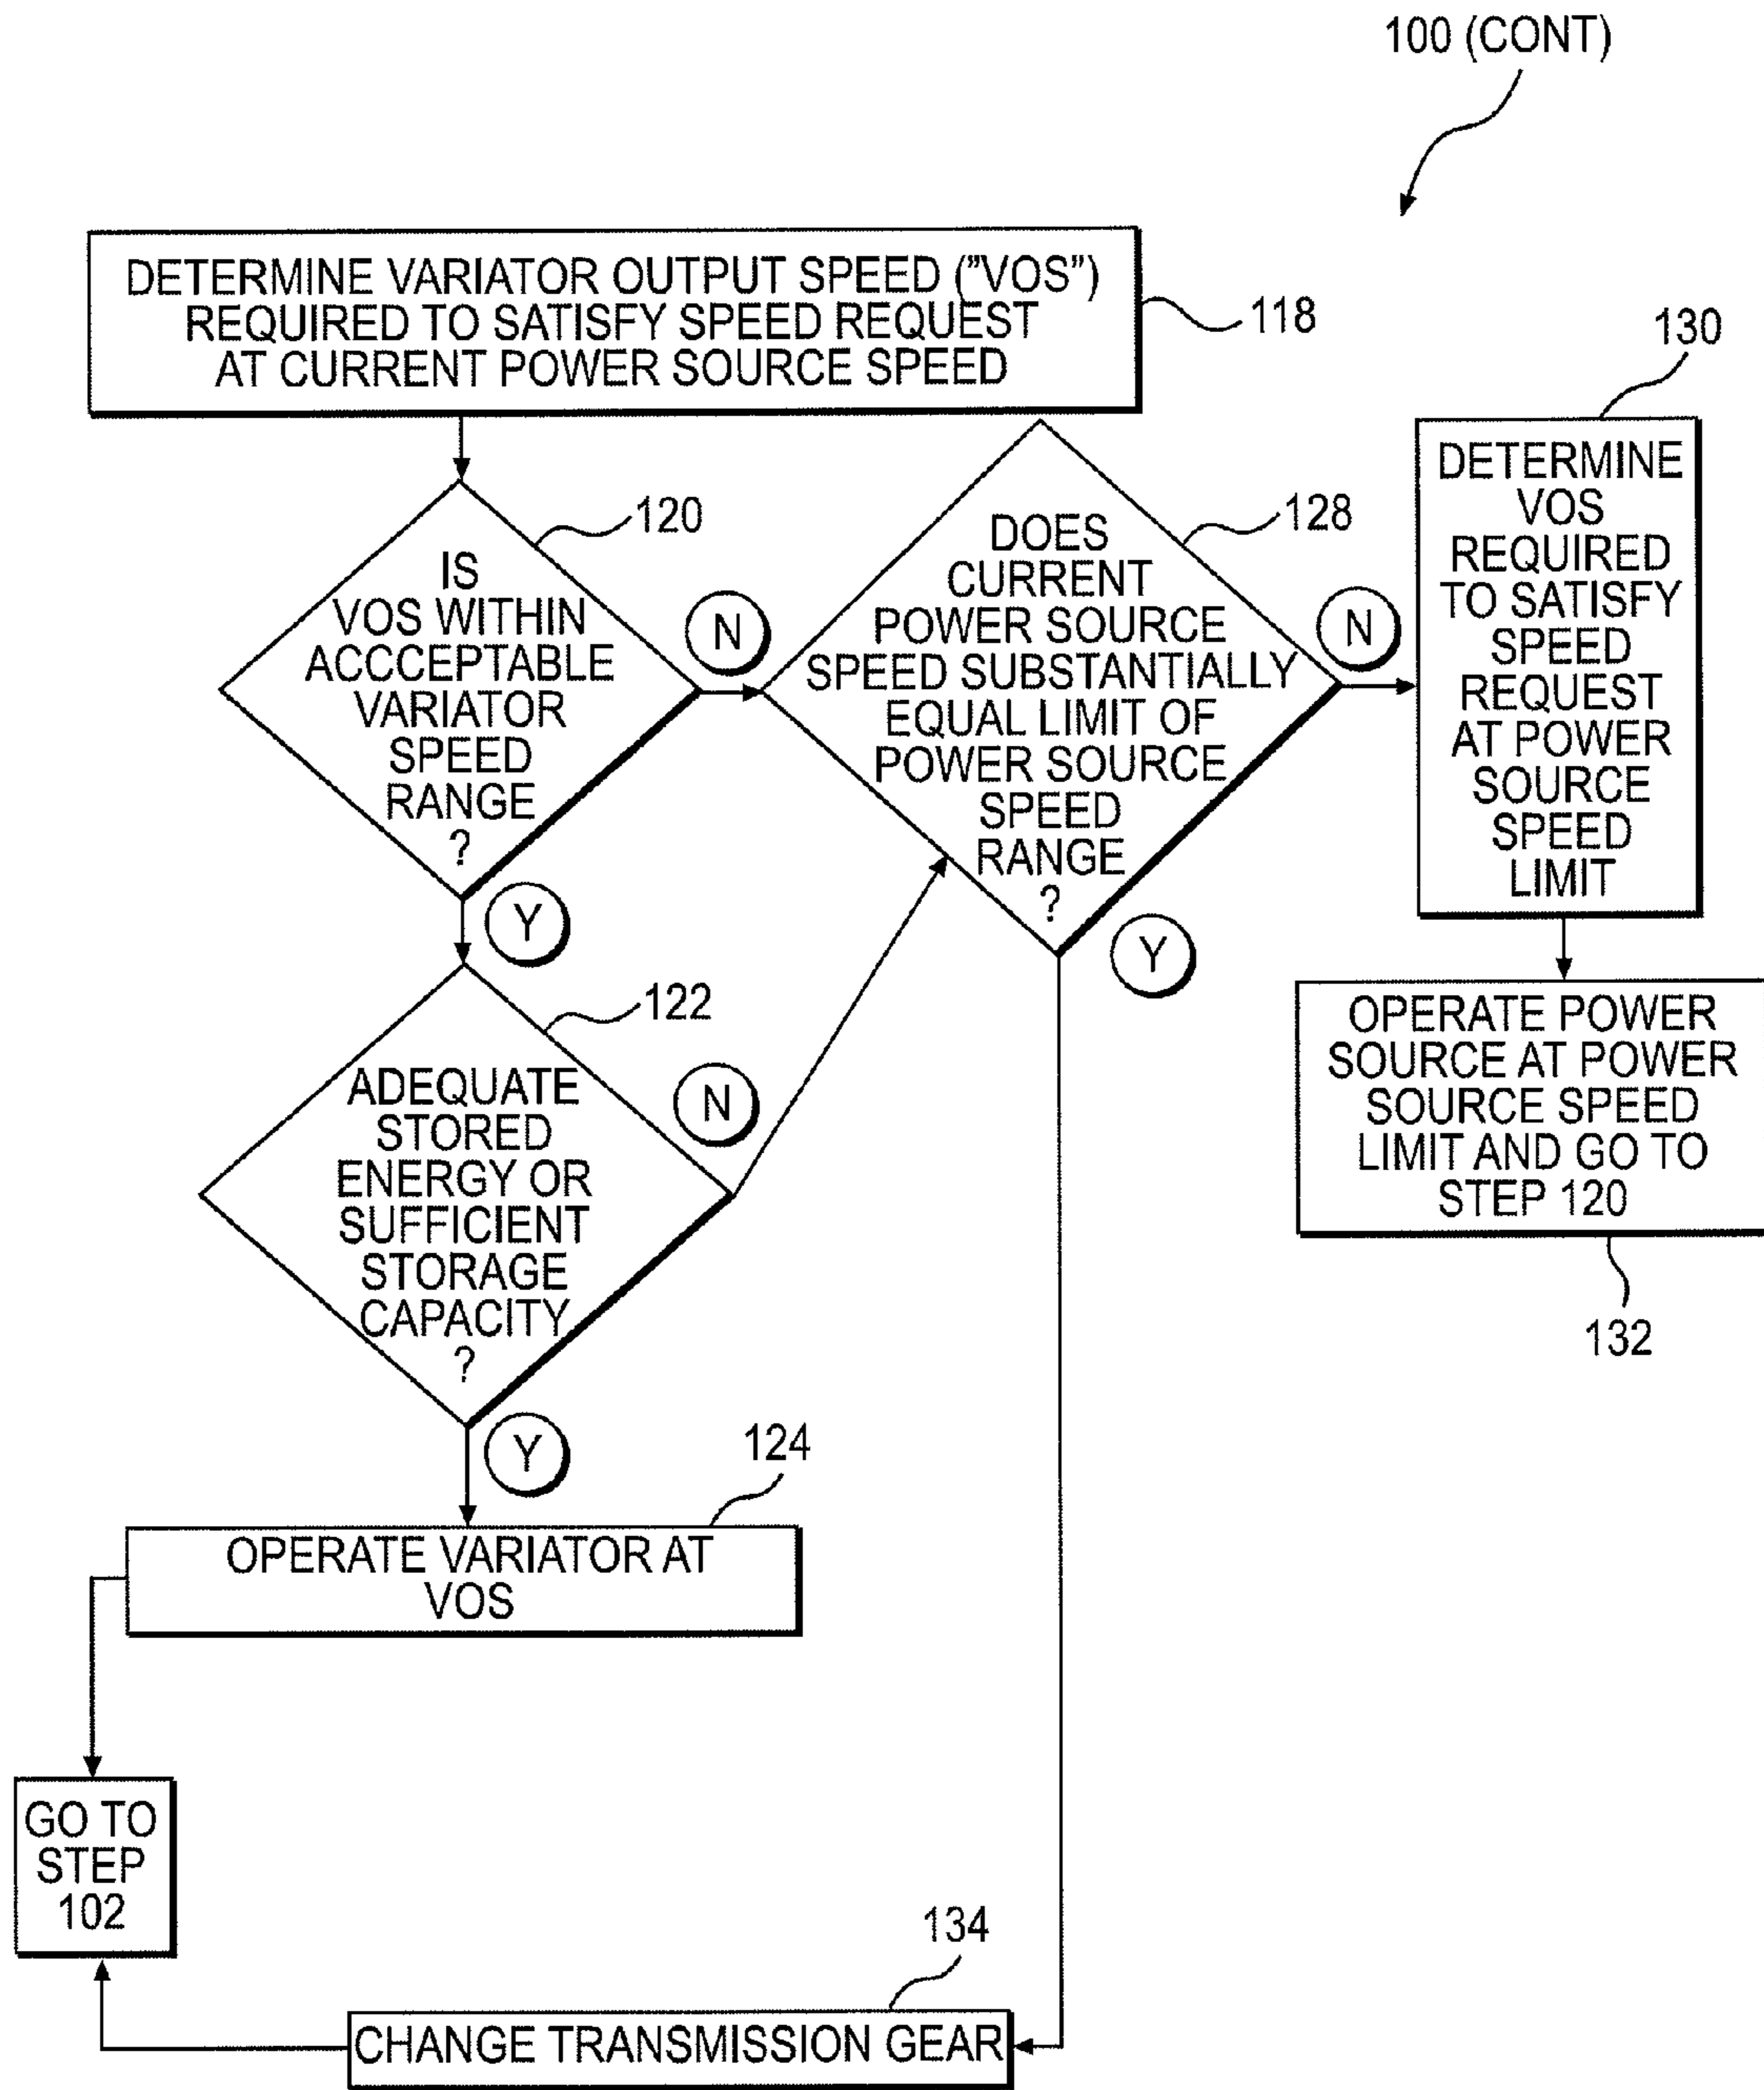 100 (CONT)
DETERMINE VARIATOR OUTPUT SPEED ("VOS")
REQUIRED TO SATISFY SPEED REQUEST
AT CURRENT POWER SOURCE SPEED
118
120
IS
VOS WITHIN
ACCCEPTABLE
VARIATOR
SPEED
RANGE
?
N
Y
128
DOES
CURRENT
POWER SOURCE
SPEED SUBSTANTIALLY
EQUAL LIMIT OF
POWER SOURCE
SPEED
RANGE
?
N
Y
130
DETERMINE
VOS
REQUIRED
TO SATISFY
SPEED
REQUEST
AT POWER
SOURCE
SPEED
LIMIT
OPERATE POWER
SOURCE AT POWER
SOURCE SPEED
LIMIT AND GO TO
STEP 120
132
122
ADEQUATE
STORED
ENERGY OR
SUFFICIENT
STORAGE
CAPACITY
?
N
Y
124
OPERATE VARIATOR AT
VOS
GO TO
STEP
102
134
CHANGE TRANSMISSION GEAR